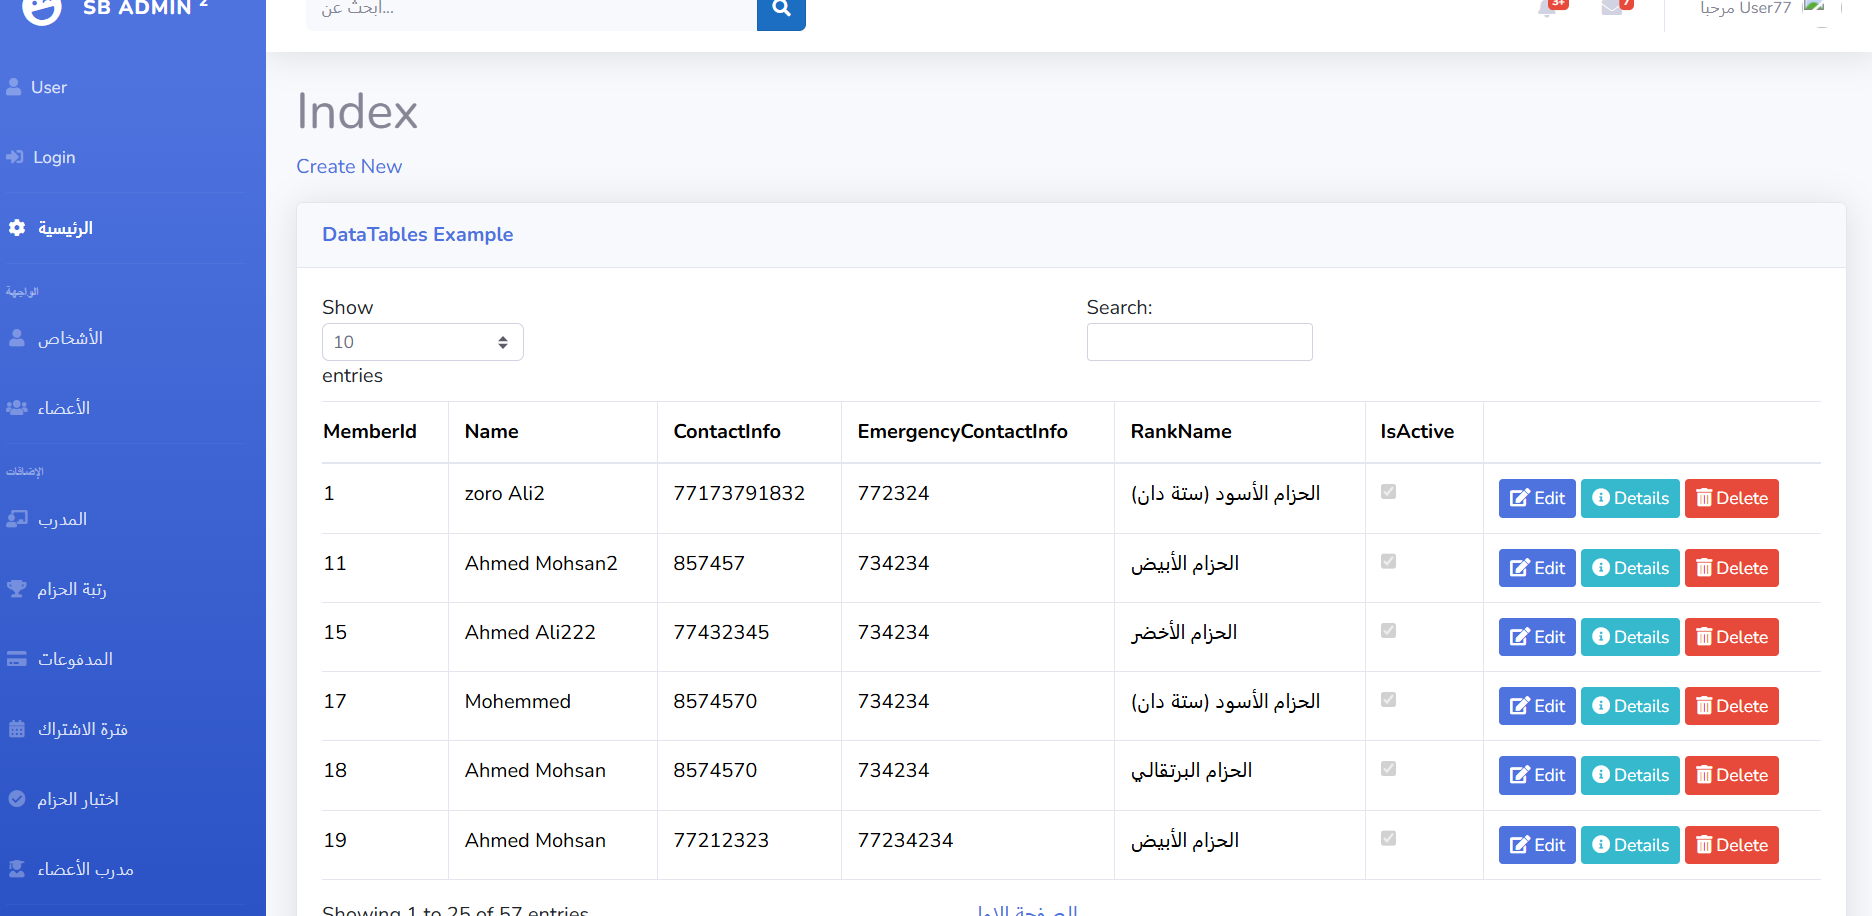 SB ADMIN 2
ابحث عن...
3+
7
مرحبا User77
User
Login
الرئيسية
الواجهة
الأشخاص
الأعضاء
الإضافات
المدرب
رتبة الحزام
المدفوعات
فترة الاشتراك
اختبار الحزام
مدرب الأعضاء
Index
Create New
DataTables Example
Show
10
entries
Search:
MemberId Name ContactInfo EmergencyContactInfo RankName IsActive
1 zoro Ali2 77173791832 772324 الحزام الأسود (ستة دان) Edit Details Delete
11 Ahmed Mohsan2 857457 734234 الحزام الأبيض Edit Details Delete
15 Ahmed Ali222 77432345 734234 الحزام الأخضر Edit Details Delete
17 Mohemmed 8574570 734234 الحزام الأسود (ستة دان) Edit Details Delete
18 Ahmed Mohsan 8574570 734234 الحزام البرتقالي Edit Details Delete
19 Ahmed Mohsan 77212323 77234234 الحزام الأبيض Edit Details Delete
Showing 1 to 25 of 57 entries
الصفحة الاولى